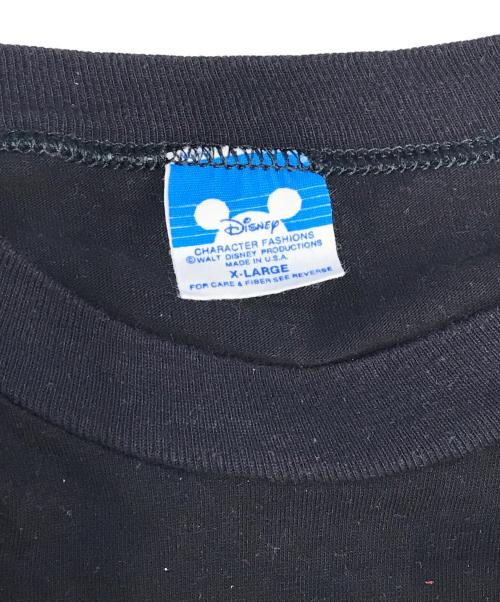 Disney
CHARACTER FASHIONS
©WALT DISNEY PRODUCTIONS
MADE IN U.S.A.
X-LARGE
FOR CARE & FIBER SEE REVERSE